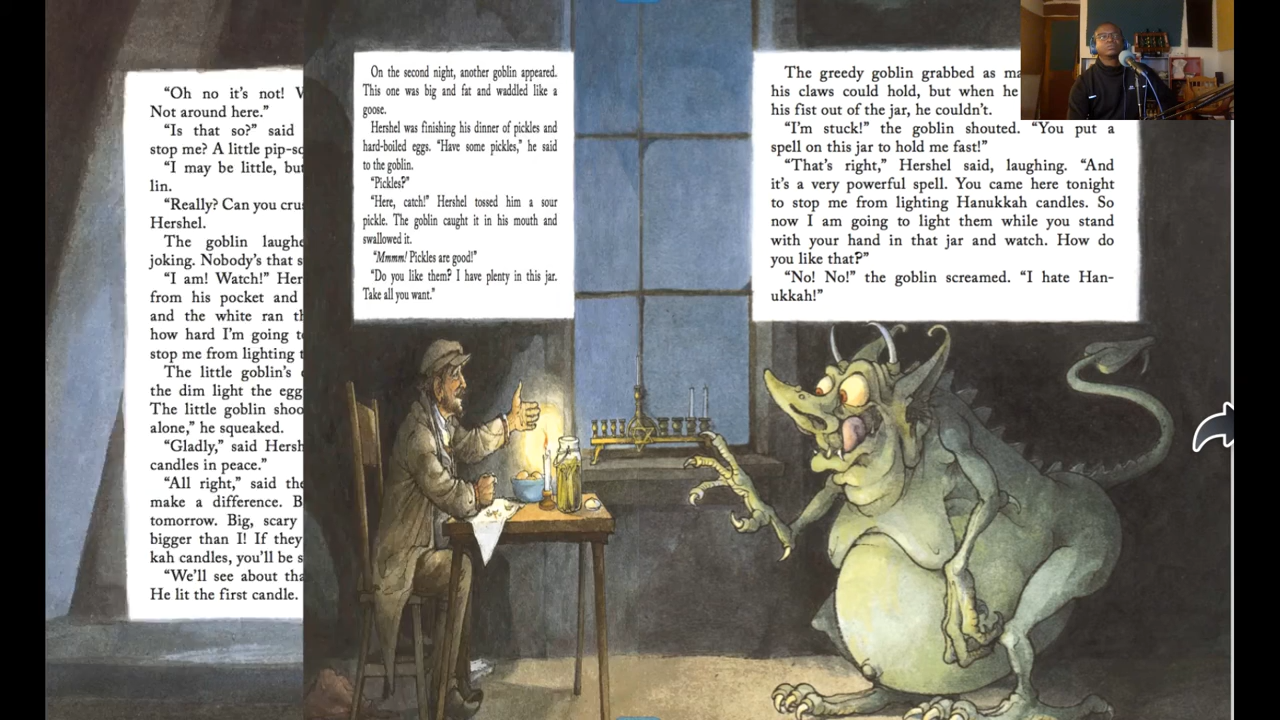 “Oh no it’s not! 
Not around here.”
“Is that so?” said
stop me? A little
“I may be little,
lin.
“Really? Can you
Hershel.
The goblin
joking. Nobody’s that
“I am! Watch!”
from his pocket and
and the white ran
how hard I’m going
stop me from lighting
The little goblin’s
the dim light the egg
The little goblin
alone,” he squeaked.
“Gladly,” said
candles in peace.”
“All right,” said
make a difference.
tomorrow. Big, scary
bigger than I! If they
kah candles, you’ll be
“We’ll see about
He lit the first candle.
On the second night, another goblin appeared.
This one was big and fat and waddled like a
goose.
Hershel was finishing his dinner of pickles and
hard-boiled eggs. “Have some pickles,” he said
to the goblin.
“Pickles?”
“Here, catch!” Hershel tossed him a sour
pickle. The goblin caught it in his mouth and
swallowed it.
“Mmmm! Pickles are good!”
“Do you like them? I have plenty in this jar.
Take all you want.”
The greedy goblin grabbed as
his claws could hold, but when he
his fist out of the jar, he couldn’t.
“I’m stuck!” the goblin shouted. “You put a
spell on this jar to hold me fast!”
“That’s right,” Hershel said, laughing. “And
it’s a very powerful spell. You came here tonight
to stop me from lighting Hanukkah candles. So
now I am going to light them while you stand
with your hand in that jar and watch. How do
you like that?”
“No! No!” the goblin screamed. “I hate Han-
ukkah!”